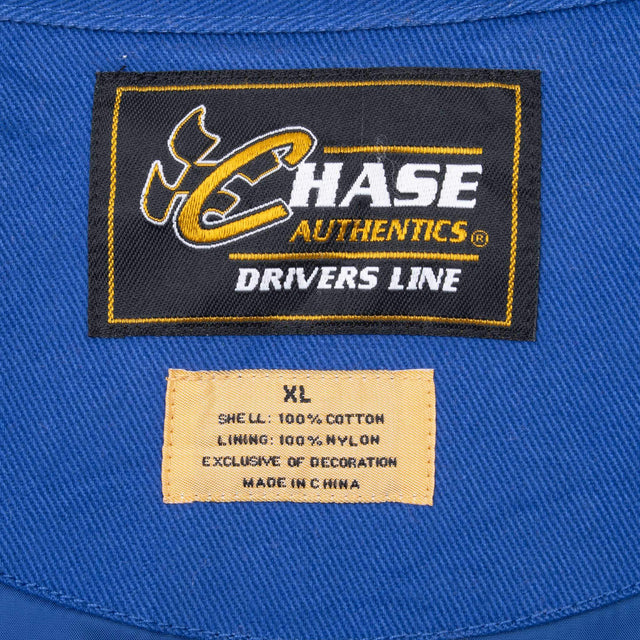 CHASE
AUTHENTICS®
DRIVERS LINE
XL
SHELL: 100% COTTON
LINING: 100% NYLON
EXCLUSIVE OF DECORATION
MADE IN CHINA